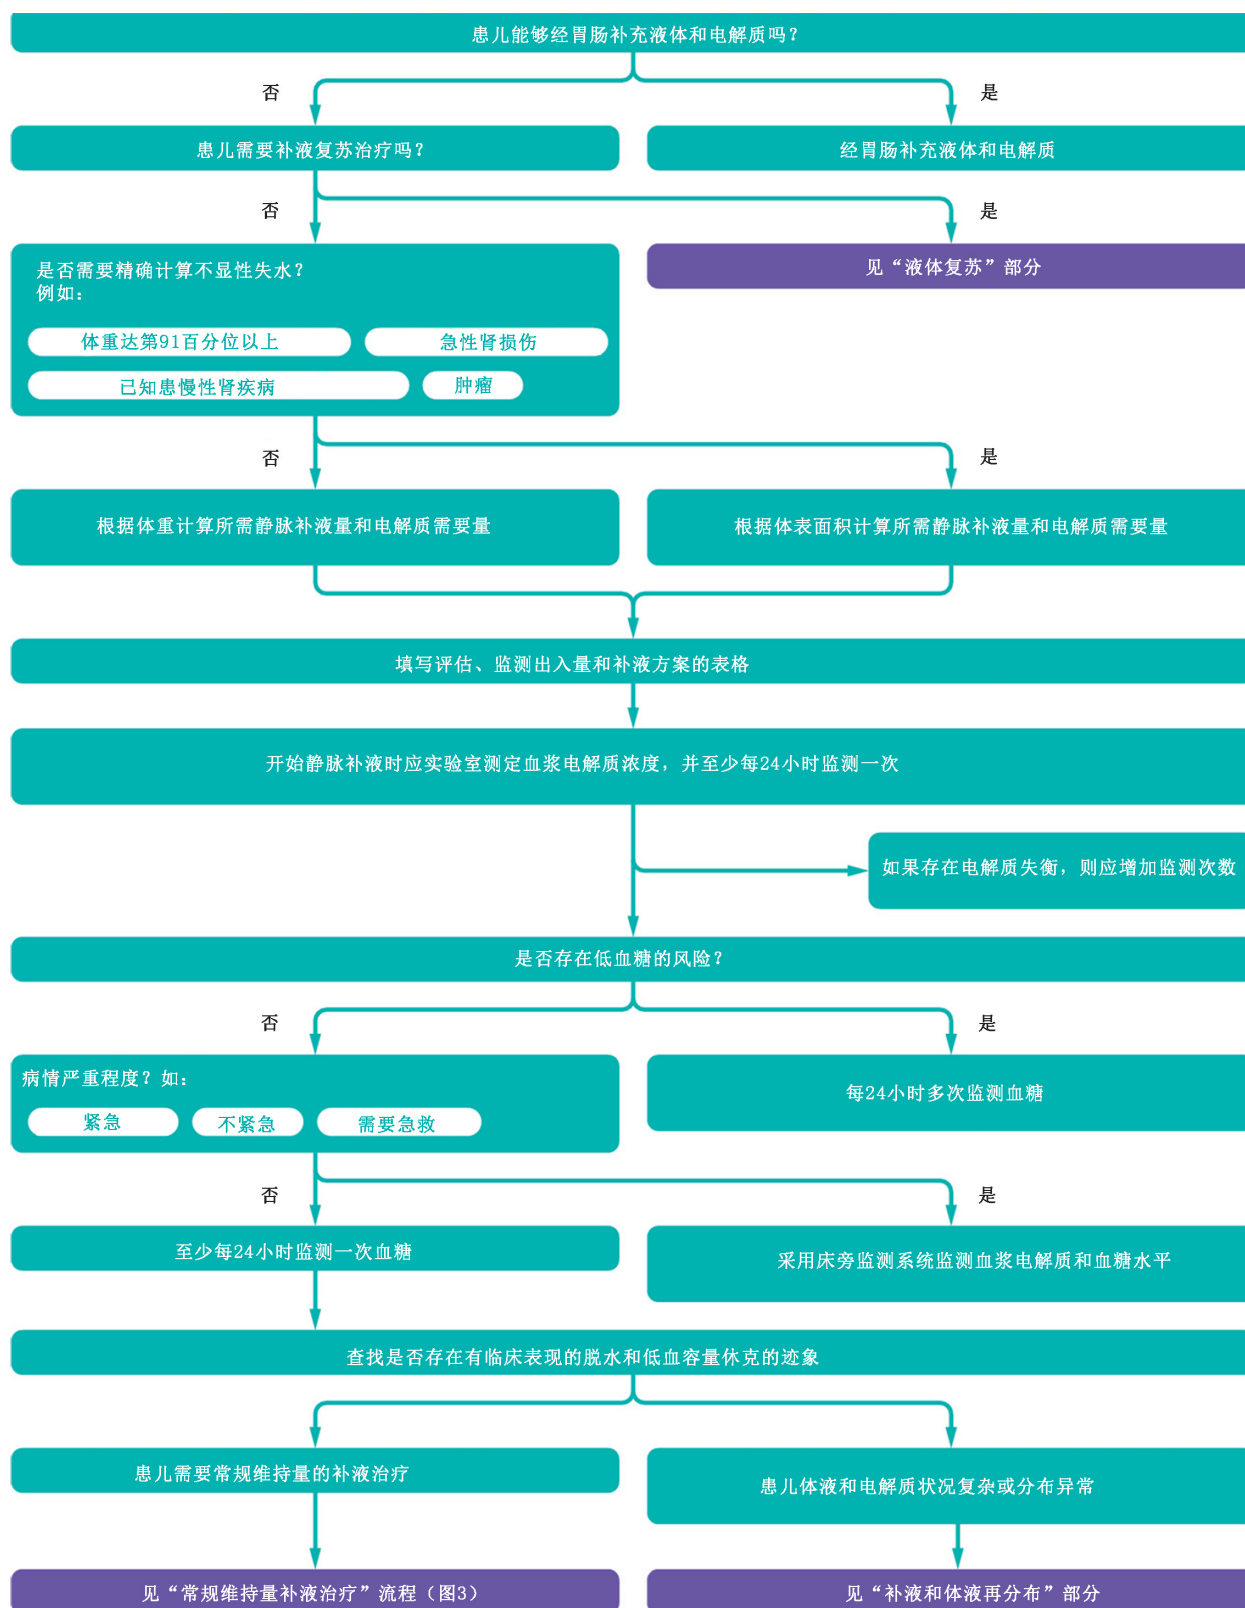 患儿能够经胃肠补充液体和电解质吗？
否
是
患儿需要补液复苏治疗吗？
经胃肠补充液体和电解质
否
是
是否需要精确计算不显性失水？
例如：
体重达第91百分位以上
急性肾损伤
已知患慢性肾疾病
肿瘤
见“液体复苏”部分
否
是
根据体重计算所需静脉补液量和电解质需要量
根据体表面积计算所需静脉补液量和电解质需要量
填写评估、监测出入量和补液方案的表格
开始静脉补液时应实验室测定血浆电解质浓度，并至少每24小时监测一次
如果存在电解质失衡，则应增加监测次数
是否存在低血糖的风险？
否
是
病情严重程度？如：
紧急
不紧急
需要急救
每24小时多次监测血糖
否
是
至少每24小时监测一次血糖
采用床旁监测系统监测血浆电解质和血糖水平
查找是否存在有临床表现的脱水和低血容量休克的迹象
患儿需要常规维持量的补液治疗
患儿体液和电解质状况复杂或分布异常
见“常规维持量补液治疗”流程（图3）
见“补液和体液再分布”部分